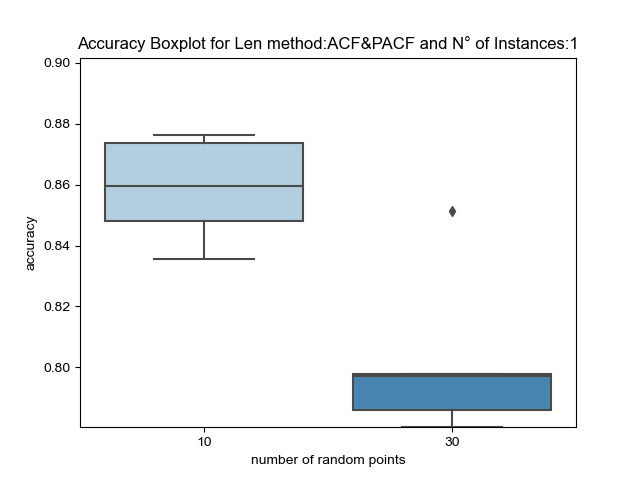 Accuracy Boxplot for Len method:ACF&PACF and N° of Instances:1
0.90
0.88
0.86
0.84
0.82
0.80
accuracy
10
30
number of random points